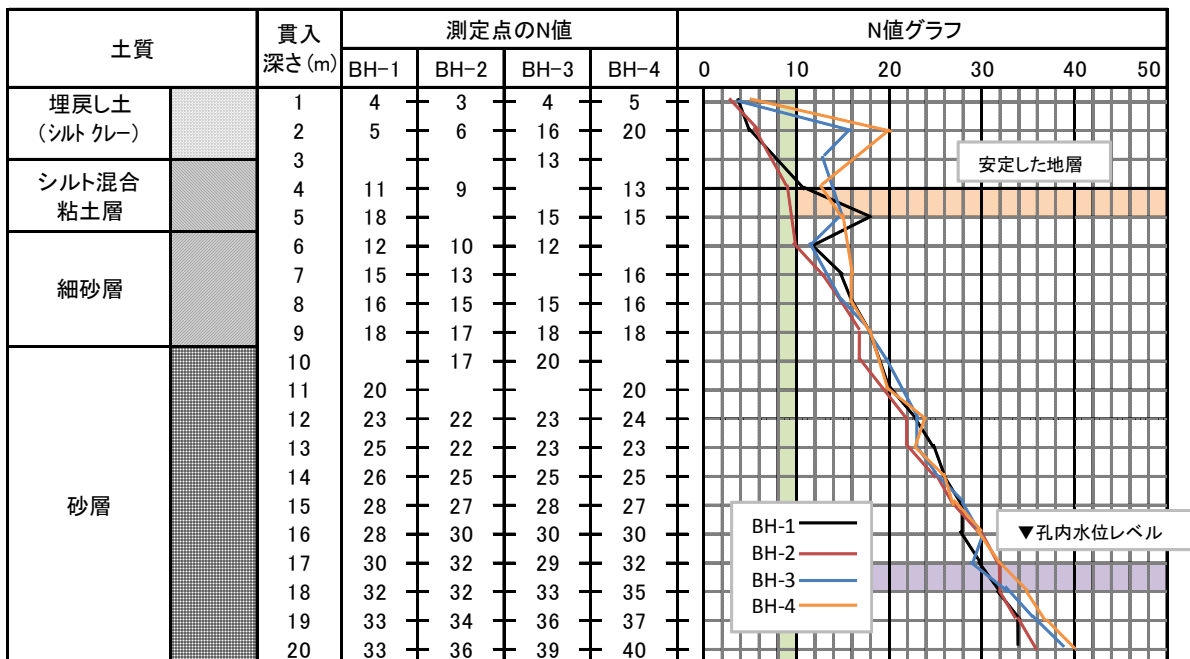 土質 貫入 深さ(m) 測定点のN値 N値グラフ
BH-1 BH-2 BH-3 BH-4 0 10 20 30 40 50
埋戻し土
(シルト クレー)
シルト混合
粘土層
細砂層
砂層
1 4 3 4 5
2 5 6 16 20
3 13
4 11 9 13
5 18 15 15
6 12 10 12
7 15 13 16
8 16 15 15 16
9 18 17 18 18
10 17 20
11 20 20
12 23 22 23 24
13 25 22 23 23
14 26 25 25 25
15 28 27 28 27
16 28 30 30 30
17 30 32 29 32
18 32 32 33 35
19 33 34 36 37
20 33 36 39 40
安定した地層
▼孔内水位レベル
BH-1
BH-2
BH-3
BH-4